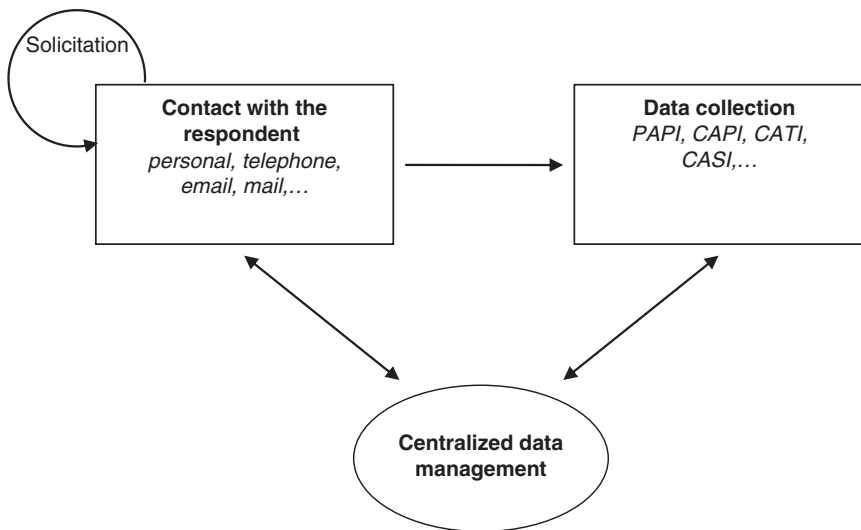 Solicitation
Contact with the
respondent
personal, telephone,
email, mail,…
Data collection
PAPI, CAPI, CATI,
CASI,…
Centralized data
management